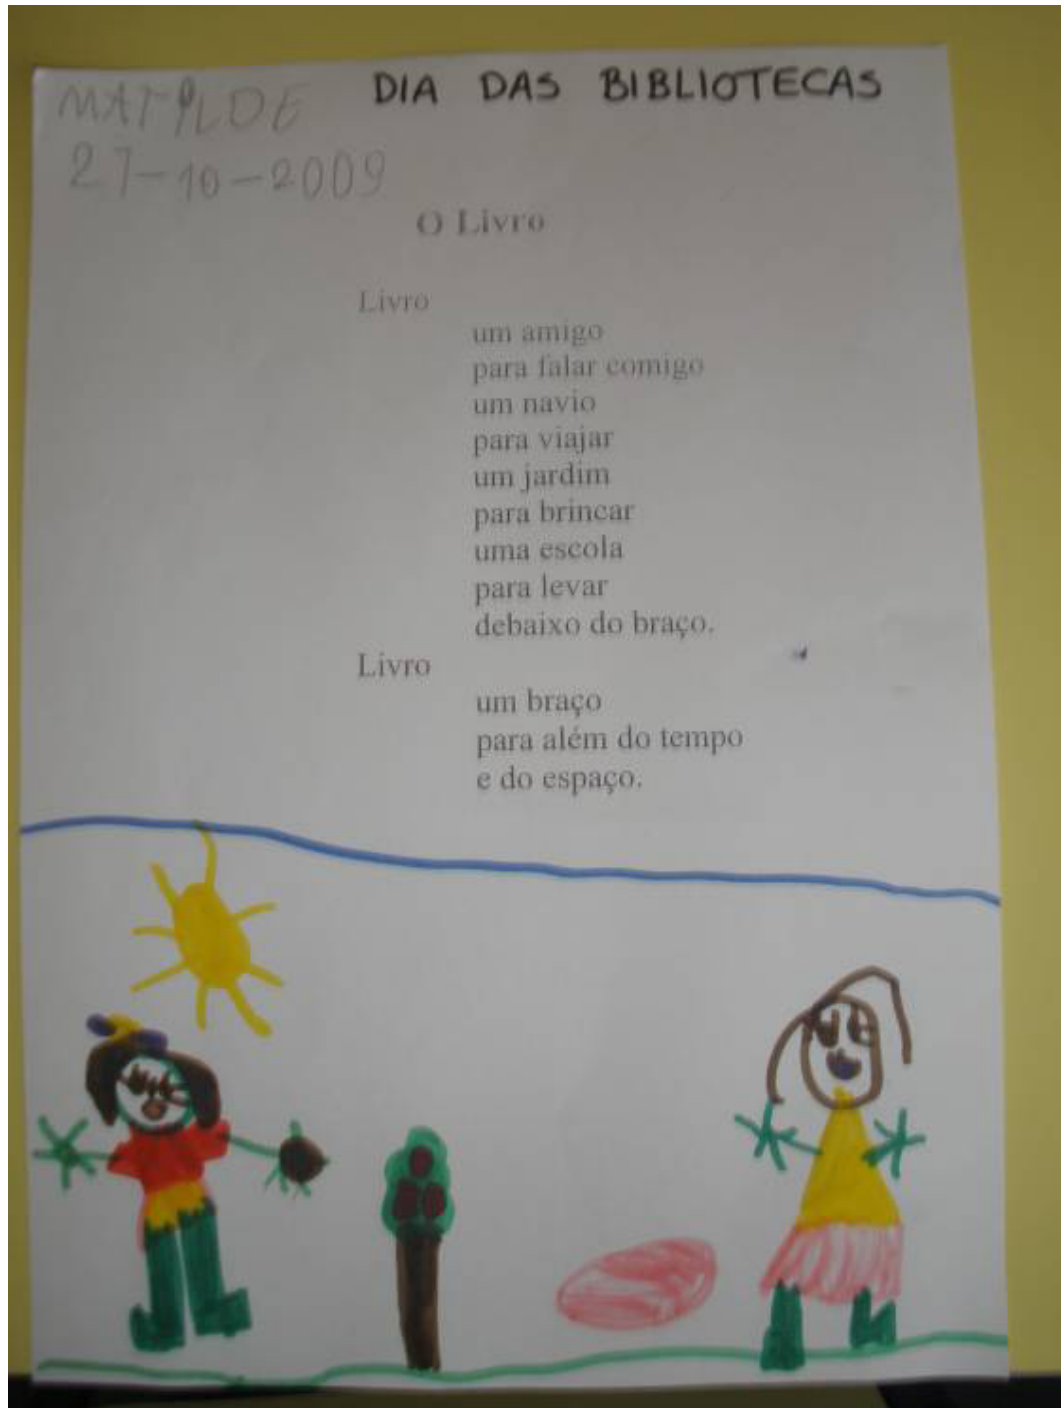 MATILDE
DIA DAS BIBLIOTECAS
27-10-2009
O Livro
Livro
um amigo
para falar comigo
um navio
para viajar
um jardim
para brincar
uma escola
para levar
debaixo do braço.
Livro
um braço
para além do tempo
e do espaço.